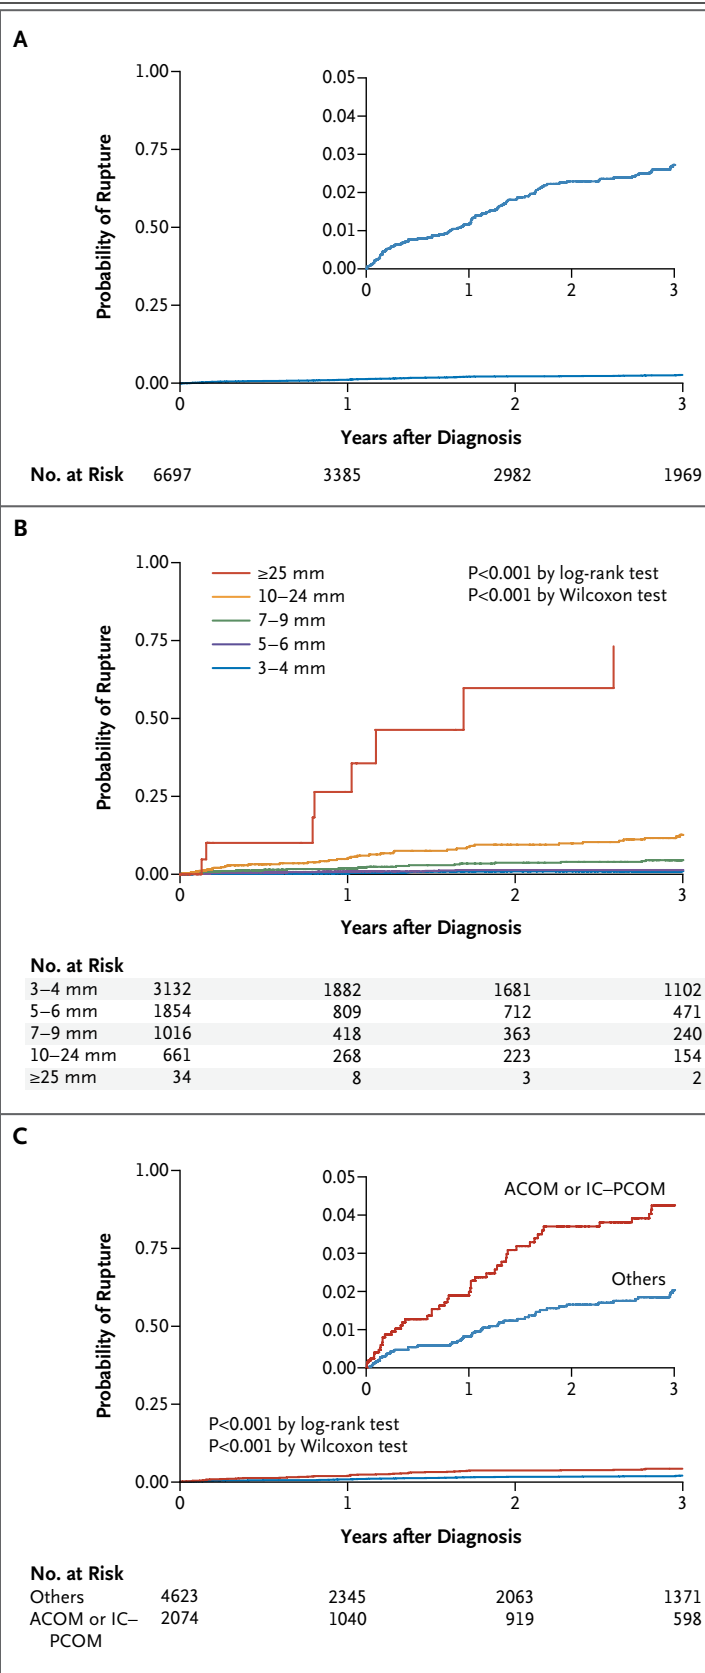 A
1.00
0.75
0.50
0.25
0.00
Probability of Rupture
0.05
0.04
0.03
0.02
0.01
0.00
0 1 2 3
0 1 2 3
Years after Diagnosis
No. at Risk 6697 3385 2982 1969
B
1.00
0.75
0.50
0.25
0.00
Probability of Rupture
≥25 mm
10–24 mm
7–9 mm
5–6 mm
3–4 mm
P<0.001 by log-rank test
P<0.001 by Wilcoxon test
0 1 2 3
Years after Diagnosis
No. at Risk
3–4 mm 3132 1882 1681 1102
5–6 mm 1854 809 712 471
7–9 mm 1016 418 363 240
10–24 mm 661 268 223 154
≥25 mm 34 8 3 2
C
1.00
0.75
0.50
0.25
0.00
Probability of Rupture
0.05
0.04
0.03
0.02
0.01
0.00
ACOM or IC–PCOM
Others
0 1 2 3
P<0.001 by log-rank test
P<0.001 by Wilcoxon test
0 1 2 3
Years after Diagnosis
No. at Risk
Others 4623 2345 2063 1371
ACOM or IC– 2074 1040 919 598
PCOM